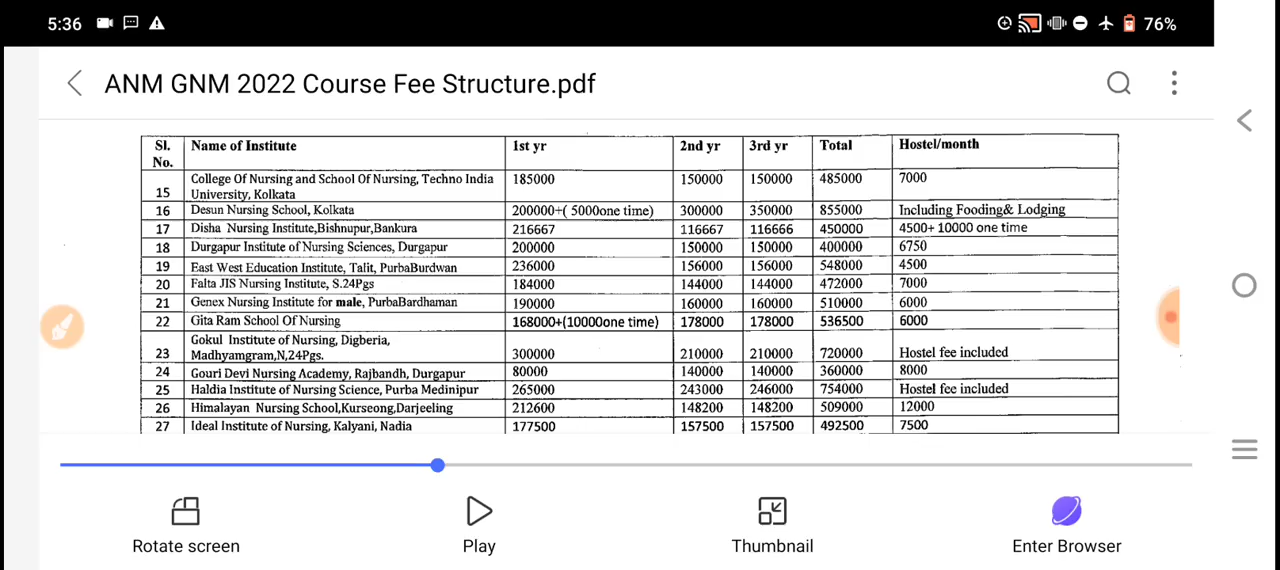 5:36
76%
ANM GNM 2022 Course Fee Structure.pdf
Sl. No. Name of Institute 1st yr 2nd yr 3rd yr Total Hostel/month
15 College Of Nursing and School Of Nursing, Techno India University, Kolkata 185000 150000 150000 485000 7000
16 Desun Nursing School, Kolkata 200000+( 5000one time) 300000 350000 855000 Including Fooding& Lodging
17 Disha Nursing Institute,Bishnupur,Bankura 216667 116667 116666 450000 4500+ 10000 one time
18 Durgapur Institute of Nursing Sciences, Durgapur 200000 150000 150000 400000 6750
19 East West Education Institute, Talit, PurbaBurdwan 236000 156000 156000 548000 4500
20 Falta JIS Nursing Institute, S.24Pgs 184000 144000 144000 472000 7000
21 Genex Nursing Institute for male, PurbaBardhaman 190000 160000 160000 510000 6000
22 Gita Ram School Of Nursing 168000+(10000one time) 178000 178000 536500 6000
23 Gokul Institute of Nursing, Digberia, Madhyamgram,N,24Pgs. 300000 210000 210000 720000 Hostel fee included
24 Gouri Devi Nursing Academy, Rajbandh, Durgapur 80000 140000 140000 360000 8000
25 Haldia Institute of Nursing Science, Purba Medinipur 265000 243000 246000 754000 Hostel fee included
26 Himalayan Nursing School,Kurseong,Darjeeling 212600 148200 148200 509000 12000
27 Ideal Institute of Nursing, Kalyani, Nadia 177500 157500 157500 492500 7500
Rotate screen Play Thumbnail Enter Browser